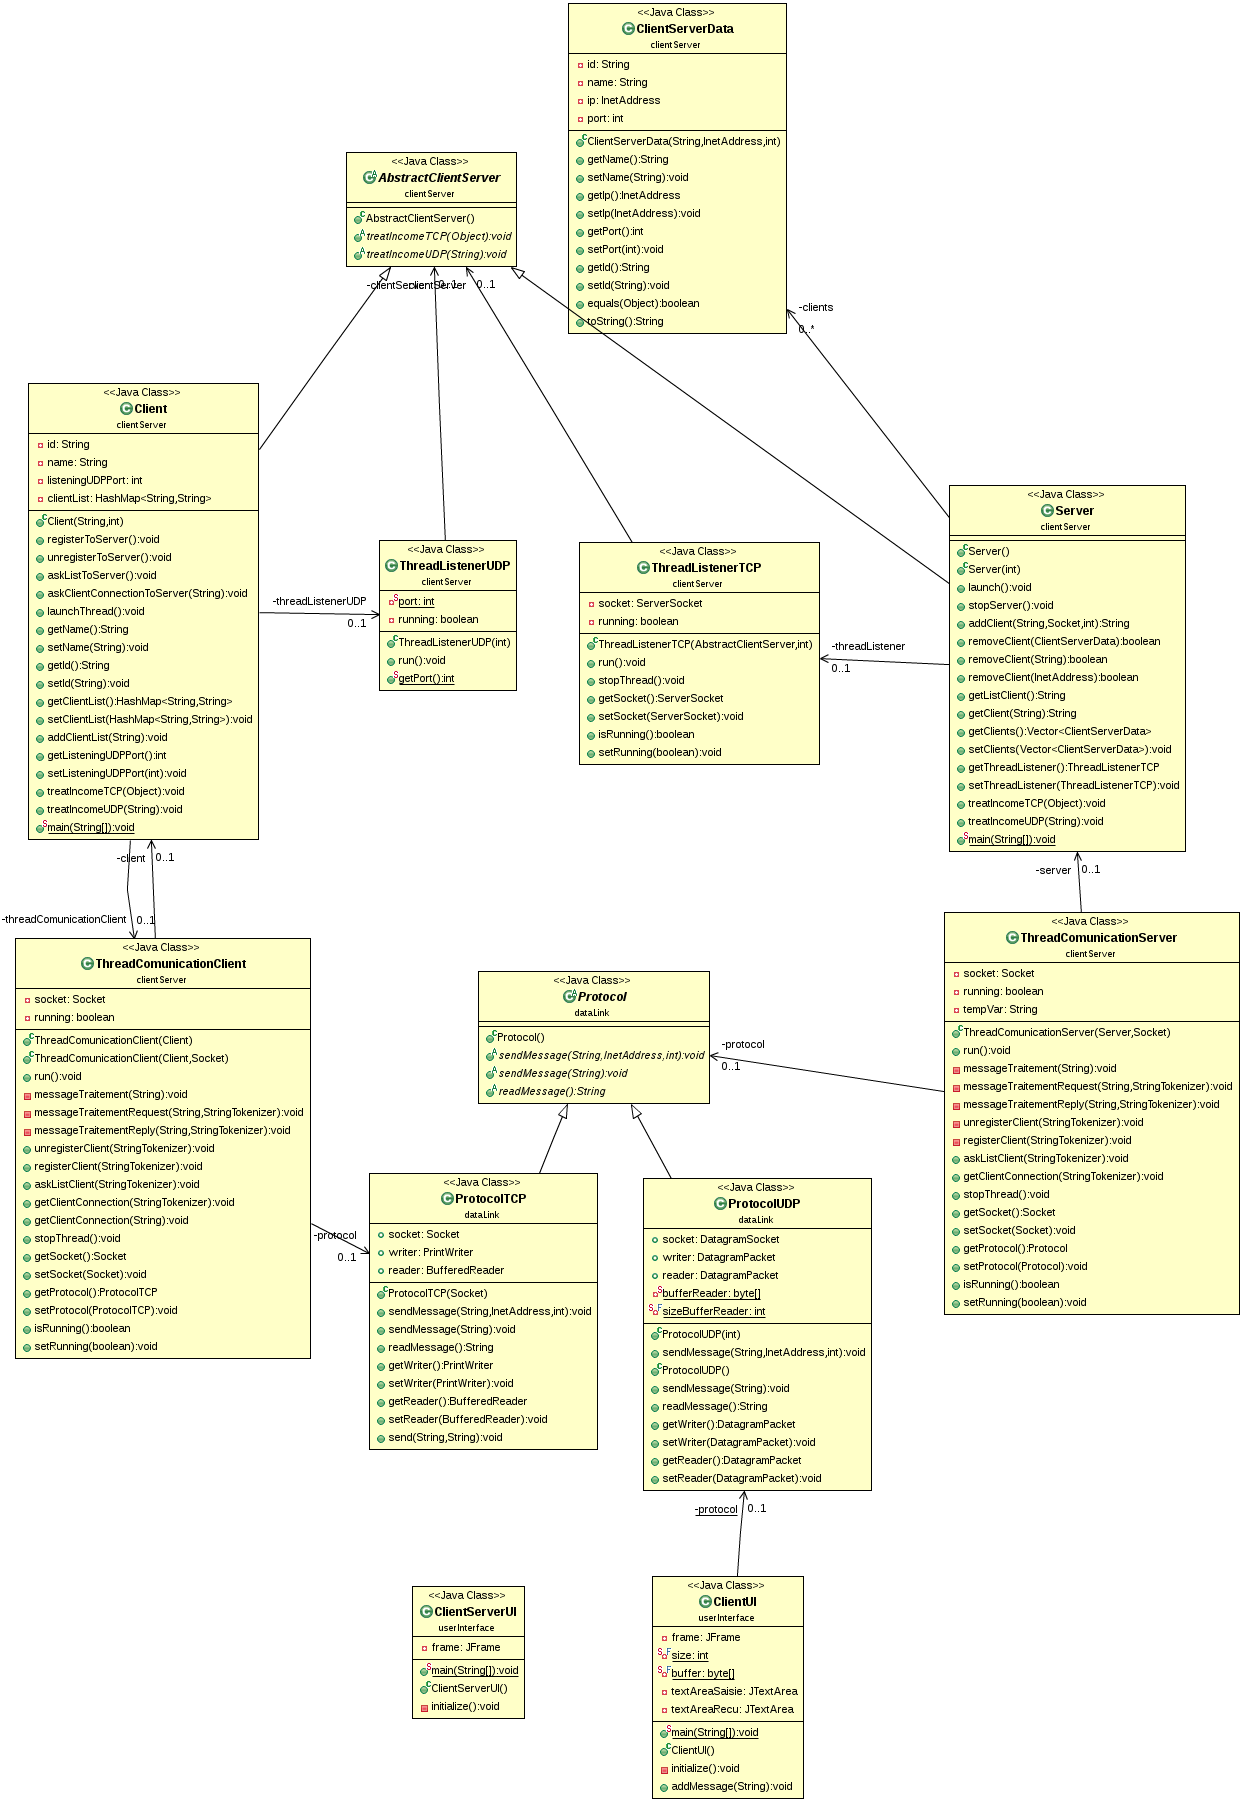 <<Java Class>>
ClientServerData
clientServer
id: String
name: String
ip: InetAddress
port: int
ClientServerData(String,InetAddress,int)
getName():String
setName(String):void
getIp():InetAddress
setIp(InetAddress):void
getPort():int
setPort(int):void
getId():String
setId(String):void
equals(Object):boolean
toString():String
<<Java Class>>
AbstractClientServer
clientServer
AbstractClientServer()
treatIncomeTCP(Object):void
treatIncomeUDP(String):void
-clientServer
0..1
-clientServer
0..1
-clients
0..*
<<Java Class>>
Client
clientServer
id: String
name: String
listeningUDPPort: int
clientList: HashMap<String,String>
Client(String,int)
registerToServer():void
unregisterToServer():void
askListToServer():void
askClientConnectionToServer(String):void
launchThread():void
getName():String
setName(String):void
getId():String
setId(String):void
getClientList():HashMap<String,String>
setClientList(HashMap<String,String>):void
addClientList(String):void
getListeningUDPPort():int
setListeningUDPPort(int):void
treatIncomeTCP(Object):void
treatIncomeUDP(String):void
main(String[]):void
-threadListenerUDP
0..1
<<Java Class>>
ThreadListenerUDP
clientServer
port: int
running: boolean
ThreadListenerUDP(int)
run():void
getPort():int
<<Java Class>>
ThreadListenerTCP
clientServer
socket: ServerSocket
running: boolean
ThreadListenerTCP(AbstractClientServer,int)
run():void
stopThread():void
getSocket():ServerSocket
setSocket(ServerSocket):void
isRunning():boolean
setRunning(boolean):void
-threadListener
0..1
<<Java Class>>
Server
clientServer
Server()
Server(int)
launch():void
stopServer():void
addClient(String,Socket,int):String
removeClient(ClientServerData):boolean
removeClient(String):boolean
removeClient(InetAddress):boolean
getListClient():String
getClient(String):String
getClients():Vector<ClientServerData>
setClients(Vector<ClientServerData>):void
getThreadListener():ThreadListenerTCP
setThreadListener(ThreadListenerTCP):void
treatIncomeTCP(Object):void
treatIncomeUDP(String):void
main(String[]):void
-client
0..1
-threadComunicationClient
0..1
-server
0..1
<<Java Class>>
ThreadComunicationClient
clientServer
socket: Socket
running: boolean
ThreadComunicationClient(Client)
ThreadComunicationClient(Client,Socket)
run():void
messageTraitement(String):void
messageTraitementRequest(String,StringTokenizer):void
messageTraitementReply(String,StringTokenizer):void
unregisterClient(StringTokenizer):void
registerClient(StringTokenizer):void
askListClient(StringTokenizer):void
getClientConnection(StringTokenizer):void
getClientConnection(String):void
stopThread():void
getSocket():Socket
setSocket(Socket):void
getProtocol():ProtocolTCP
setProtocol(ProtocolTCP):void
isRunning():boolean
setRunning(boolean):void
-protocol
0..1
<<Java Class>>
Protocol
dataLink
Protocol()
sendMessage(String,InetAddress,int):void
sendMessage(String):void
readMessage():String
-protocol
0..1
<<Java Class>>
ThreadComunicationServer
clientServer
socket: Socket
running: boolean
tempVar: String
ThreadComunicationServer(Server,Socket)
run():void
messageTraitement(String):void
messageTraitementRequest(String,StringTokenizer):void
messageTraitementReply(String,StringTokenizer):void
unregisterClient(StringTokenizer):void
registerClient(StringTokenizer):void
askListClient(StringTokenizer):void
getClientConnection(StringTokenizer):void
stopThread():void
getSocket():Socket
setSocket(Socket):void
getProtocol():Protocol
setProtocol(Protocol):void
isRunning():boolean
setRunning(boolean):void
<<Java Class>>
ProtocolTCP
dataLink
socket: Socket
writer: PrintWriter
reader: BufferedReader
ProtocolTCP(Socket)
sendMessage(String,InetAddress,int):void
sendMessage(String):void
readMessage():String
getWriter():PrintWriter
setWriter(PrintWriter):void
getReader():BufferedReader
setReader(BufferedReader):void
send(String,String):void
<<Java Class>>
ProtocolUDP
dataLink
socket: DatagramSocket
writer: DatagramPacket
reader: DatagramPacket
bufferReader: byte[]
sizeBufferReader: int
ProtocolUDP(int)
sendMessage(String,InetAddress,int):void
ProtocolUDP()
sendMessage(String):void
readMessage():String
getWriter():DatagramPacket
setWriter(DatagramPacket):void
getReader():DatagramPacket
setReader(DatagramPacket):void
-protocol
0..1
<<Java Class>>
ClientServerUI
userInterface
frame: JFrame
main(String[]):void
ClientServerUI()
initialize():void
<<Java Class>>
ClientUI
userInterface
frame: JFrame
size: int
buffer: byte[]
textAreaSaisie: JTextArea
textAreaRecu: JTextArea
main(String[]):void
ClientUI()
initialize():void
addMessage(String):void